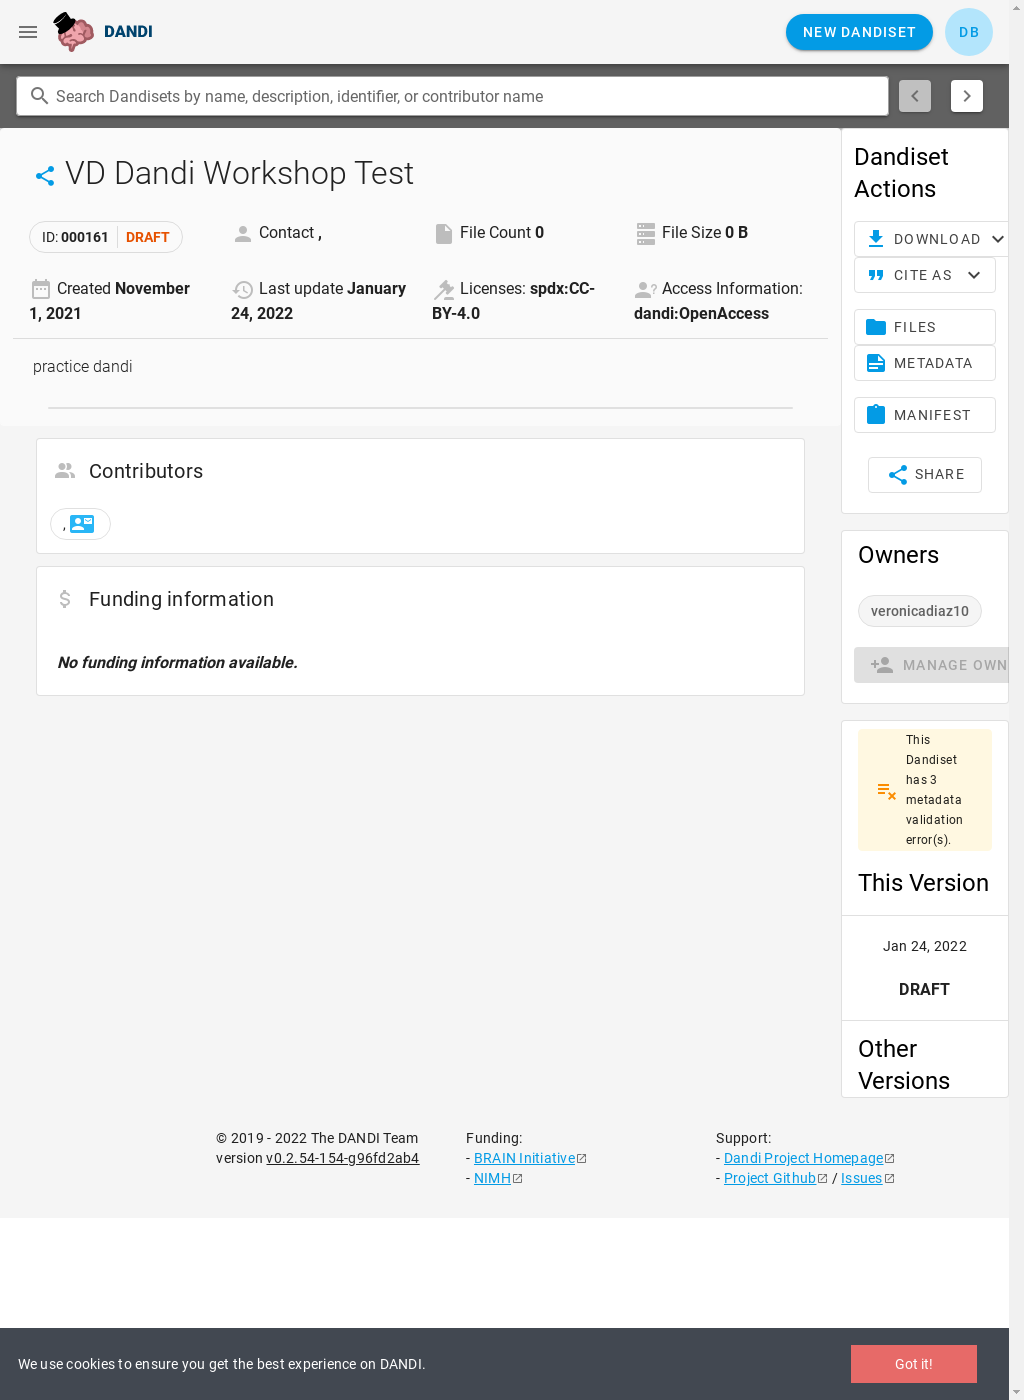 DANDI
NEW DANDISET
DB
Search Dandisets by name, description, identifier, or contributor name
VD Dandi Workshop Test
ID: 000161 DRAFT
Contact ,
File Count 0
File Size 0 B
Created November 1, 2021
Last update January 24, 2022
Licenses: spdx:CC-BY-4.0
Access Information: dandi:OpenAccess
practice dandi
Contributors
,
Funding information
No funding information available.
Dandiset
Actions
DOWNLOAD
CITE AS
FILES
METADATA
MANIFEST
SHARE
Owners
veronicadiaz10
MANAGE OWN
This
Dandiset
has 3
metadata
validation
error(s).
This Version
Jan 24, 2022
DRAFT
Other
Versions
© 2019 - 2022 The DANDI Team
version v0.2.54-154-g96fd2ab4
Funding:
- BRAIN Initiative
- NIMH
Support:
- Dandi Project Homepage
- Project Github / Issues
We use cookies to ensure you get the best experience on DANDI.
Got it!